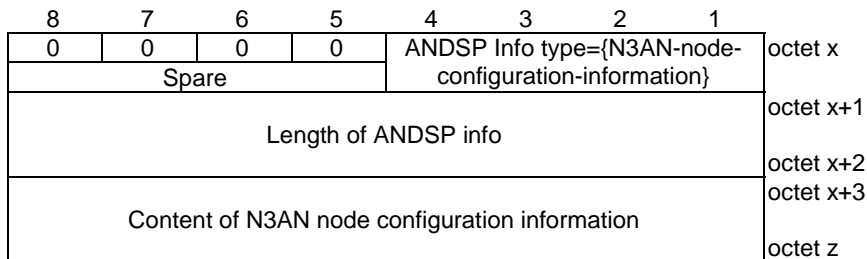 8 7 6 5 4 3 2 1
0 0 0 0 ANDSP Info type={N3AN-node- octet x
Spare configuration-information}
octet x+1
Length of ANDSP info
octet x+2
octet x+3
Content of N3AN node configuration information
octet z